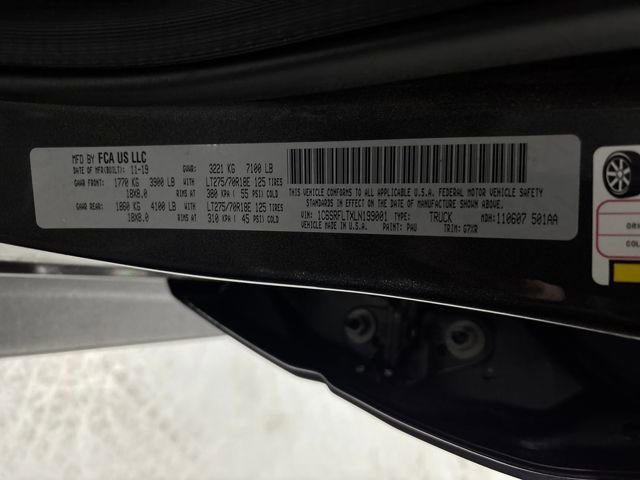 MFD BY FCA US LLC
DATE OF MFR(BUILT): 11-19 GVWR: 3221 KG 7100 LB
GAWR FRONT: 1770 KG 3900 LB WITH LT275/70R18E 125 TIRES
18X8.0 RIMS AT 380 KPA ( 55 PSI) COLD
GAWR REAR: 1860 KG 4100 LB WITH LT275/70R18E 125 TIRES
18X8.0 RIMS AT 310 KPA ( 45 PSI) COLD
THIS VEHICLE CONFORMS TO ALL APPLICABLE U.S.A. FEDERAL MOTOR VEHICLE SAFETY
STANDARDS IN EFFECT ON THE DATE OF MANUFACTURE SHOWN ABOVE.
VIN: 1C6SRFLTXLN199001 TYPE: TRUCK MDH: 110607 501AA
VEHICLE MADE IN U.S.A. PAINT: PAU TRIM: G7XR